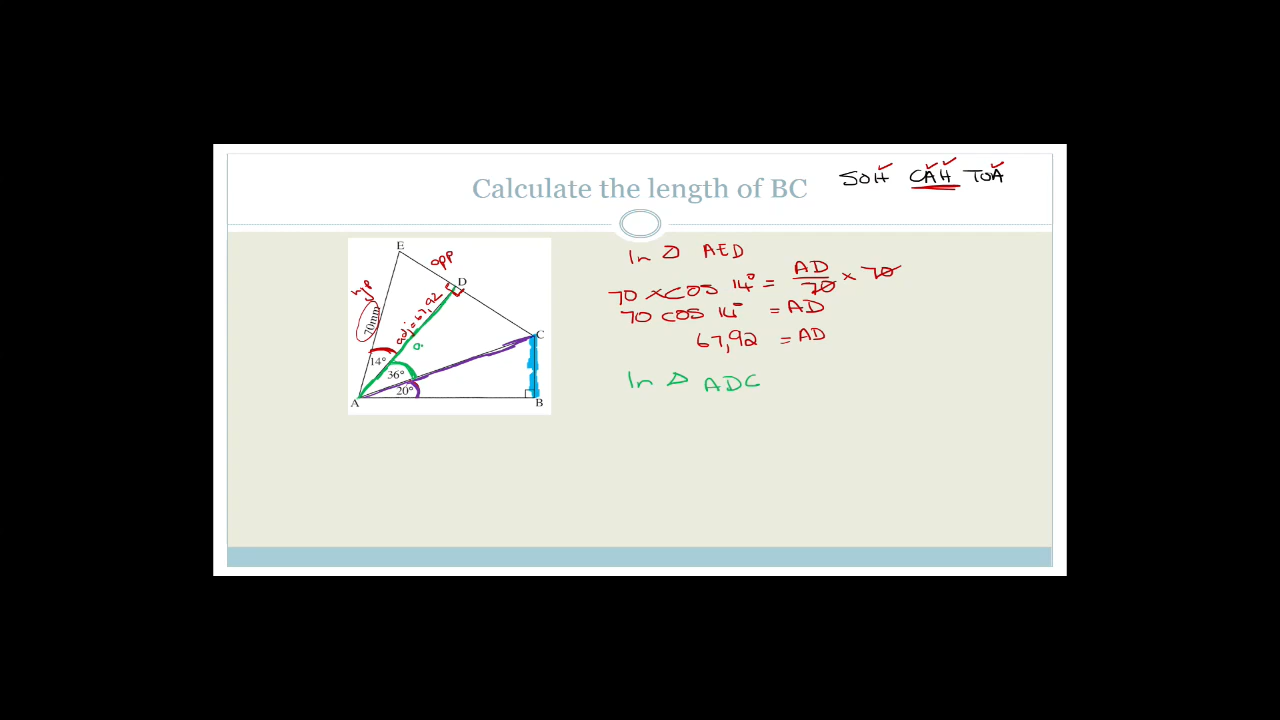 SOH CAH TOA
Calculate the length of BC
E
opp
D
hyp
70mm
adj=67,92
a
C
14°
36°
20°
A
B
In △ AED
70 × cos 14° = AD/70 × 70
70 cos 14° = AD
67,92 = AD
In △ ADC